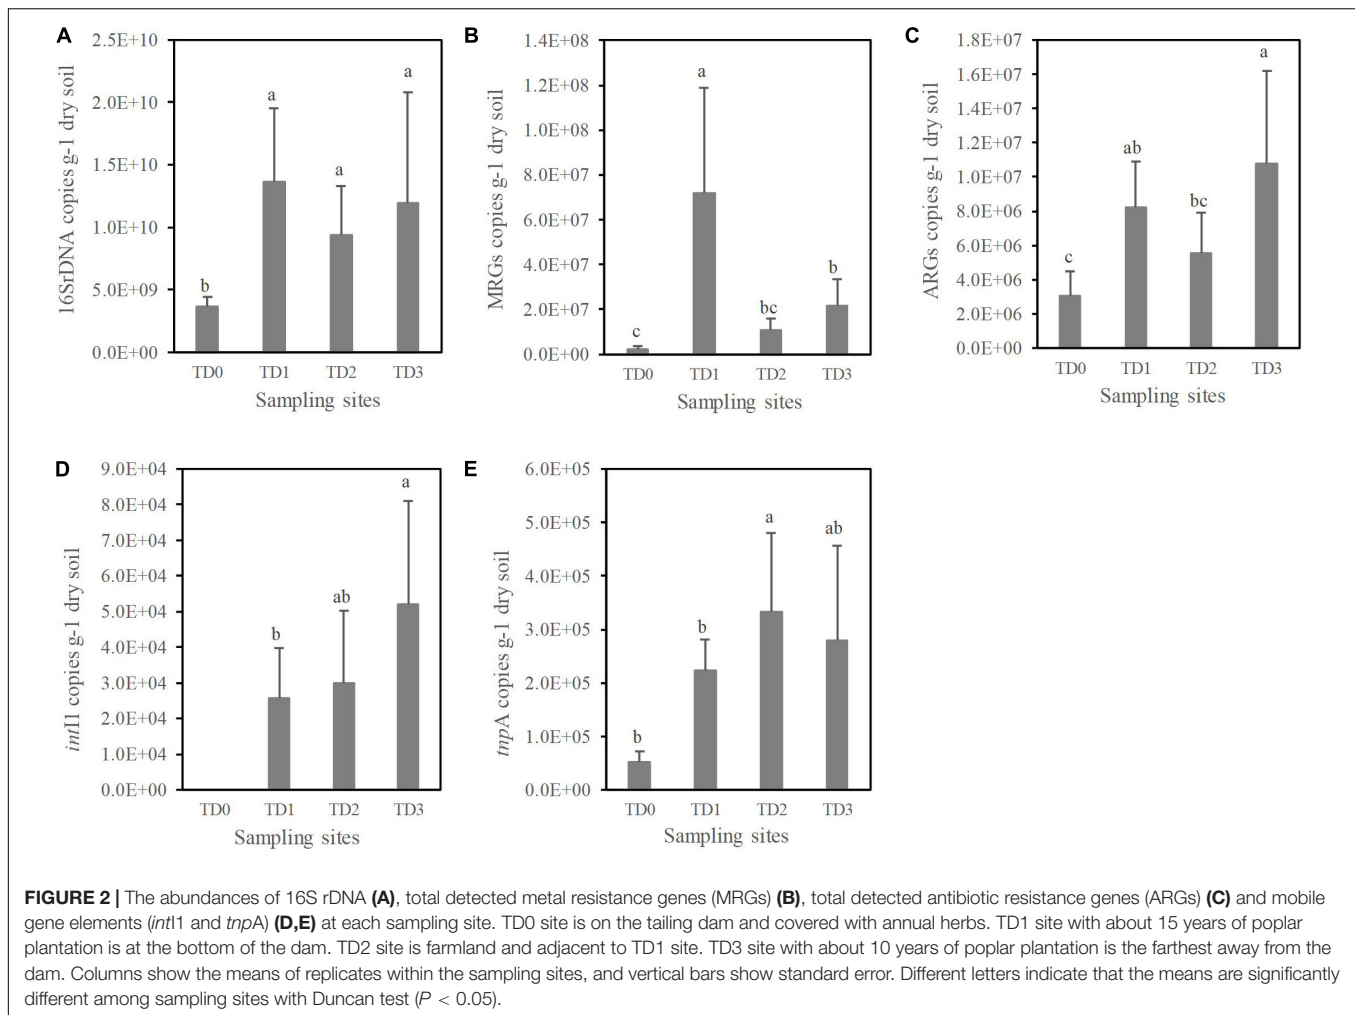 A
2.5E+10
2.0E+10
1.5E+10
1.0E+10
5.0E+09
0.0E+00
16SrDNA copies g-1 dry soil
b
a
a
a
TD0 TD1 TD2 TD3
Sampling sites
B
1.4E+08
1.2E+08
1.0E+08
8.0E+07
6.0E+07
4.0E+07
2.0E+07
0.0E+00
MRGs copies g-1 dry soil
c
a
bc
b
TD0 TD1 TD2 TD3
Sampling sites
C
1.8E+07
1.6E+07
1.4E+07
1.2E+07
1.0E+07
8.0E+06
6.0E+06
4.0E+06
2.0E+06
0.0E+00
ARGs copies g-1 dry soil
c
ab
bc
a
TD0 TD1 TD2 TD3
Sampling sites
D
9.0E+04
8.0E+04
7.0E+04
6.0E+04
5.0E+04
4.0E+04
3.0E+04
2.0E+04
1.0E+04
0.0E+00
intI1 copies g-1 dry soil
b
ab
a
TD0 TD1 TD2 TD3
Sampling sites
E
6.0E+05
5.0E+05
4.0E+05
3.0E+05
2.0E+05
1.0E+05
0.0E+00
tnpA copies g-1 dry soil
b
b
a
ab
TD0 TD1 TD2 TD3
Sampling sites
FIGURE 2 | The abundances of 16S rDNA (A), total detected metal resistance genes (MRGs) (B), total detected antibiotic resistance genes (ARGs) (C) and mobile
gene elements (intI1 and tnpA) (D,E) at each sampling site. TD0 site is on the tailing dam and covered with annual herbs. TD1 site with about 15 years of poplar
plantation is at the bottom of the dam. TD2 site is farmland and adjacent to TD1 site. TD3 site with about 10 years of poplar plantation is the farthest away from the
dam. Columns show the means of replicates within the sampling sites, and vertical bars show standard error. Different letters indicate that the means are significantly
different among sampling sites with Duncan test (P < 0.05).